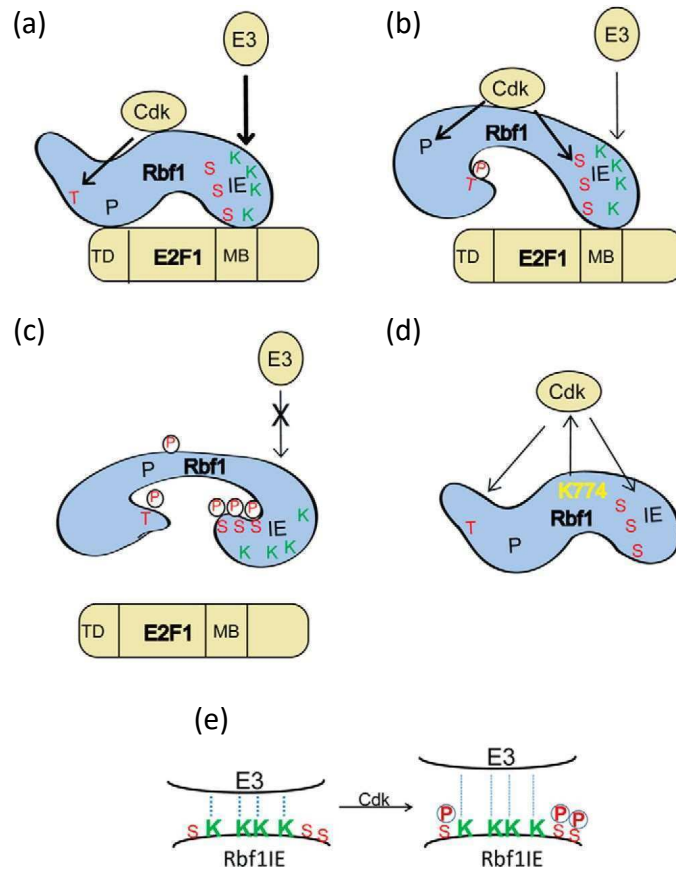 (a)
E3
Cdk
T
P
Rbf1
S
S
S
IE
K
K
K
K
TD
E2F1
MB
(b)
E3
Cdk
P
Rbf1
P
T
S
S
S
IE
K
K
K
K
TD
E2F1
MB
(c)
E3
X
P
P
Rbf1
P
T
P P P
S S S IE
K
K K K
TD
E2F1
MB
(d)
Cdk
K774
Rbf1
T
P
S
S
S
IE
(e)
E3
S K KK K S S
Rbf1IE
Cdk
E3
P P P
S K KK K S S
Rbf1IE